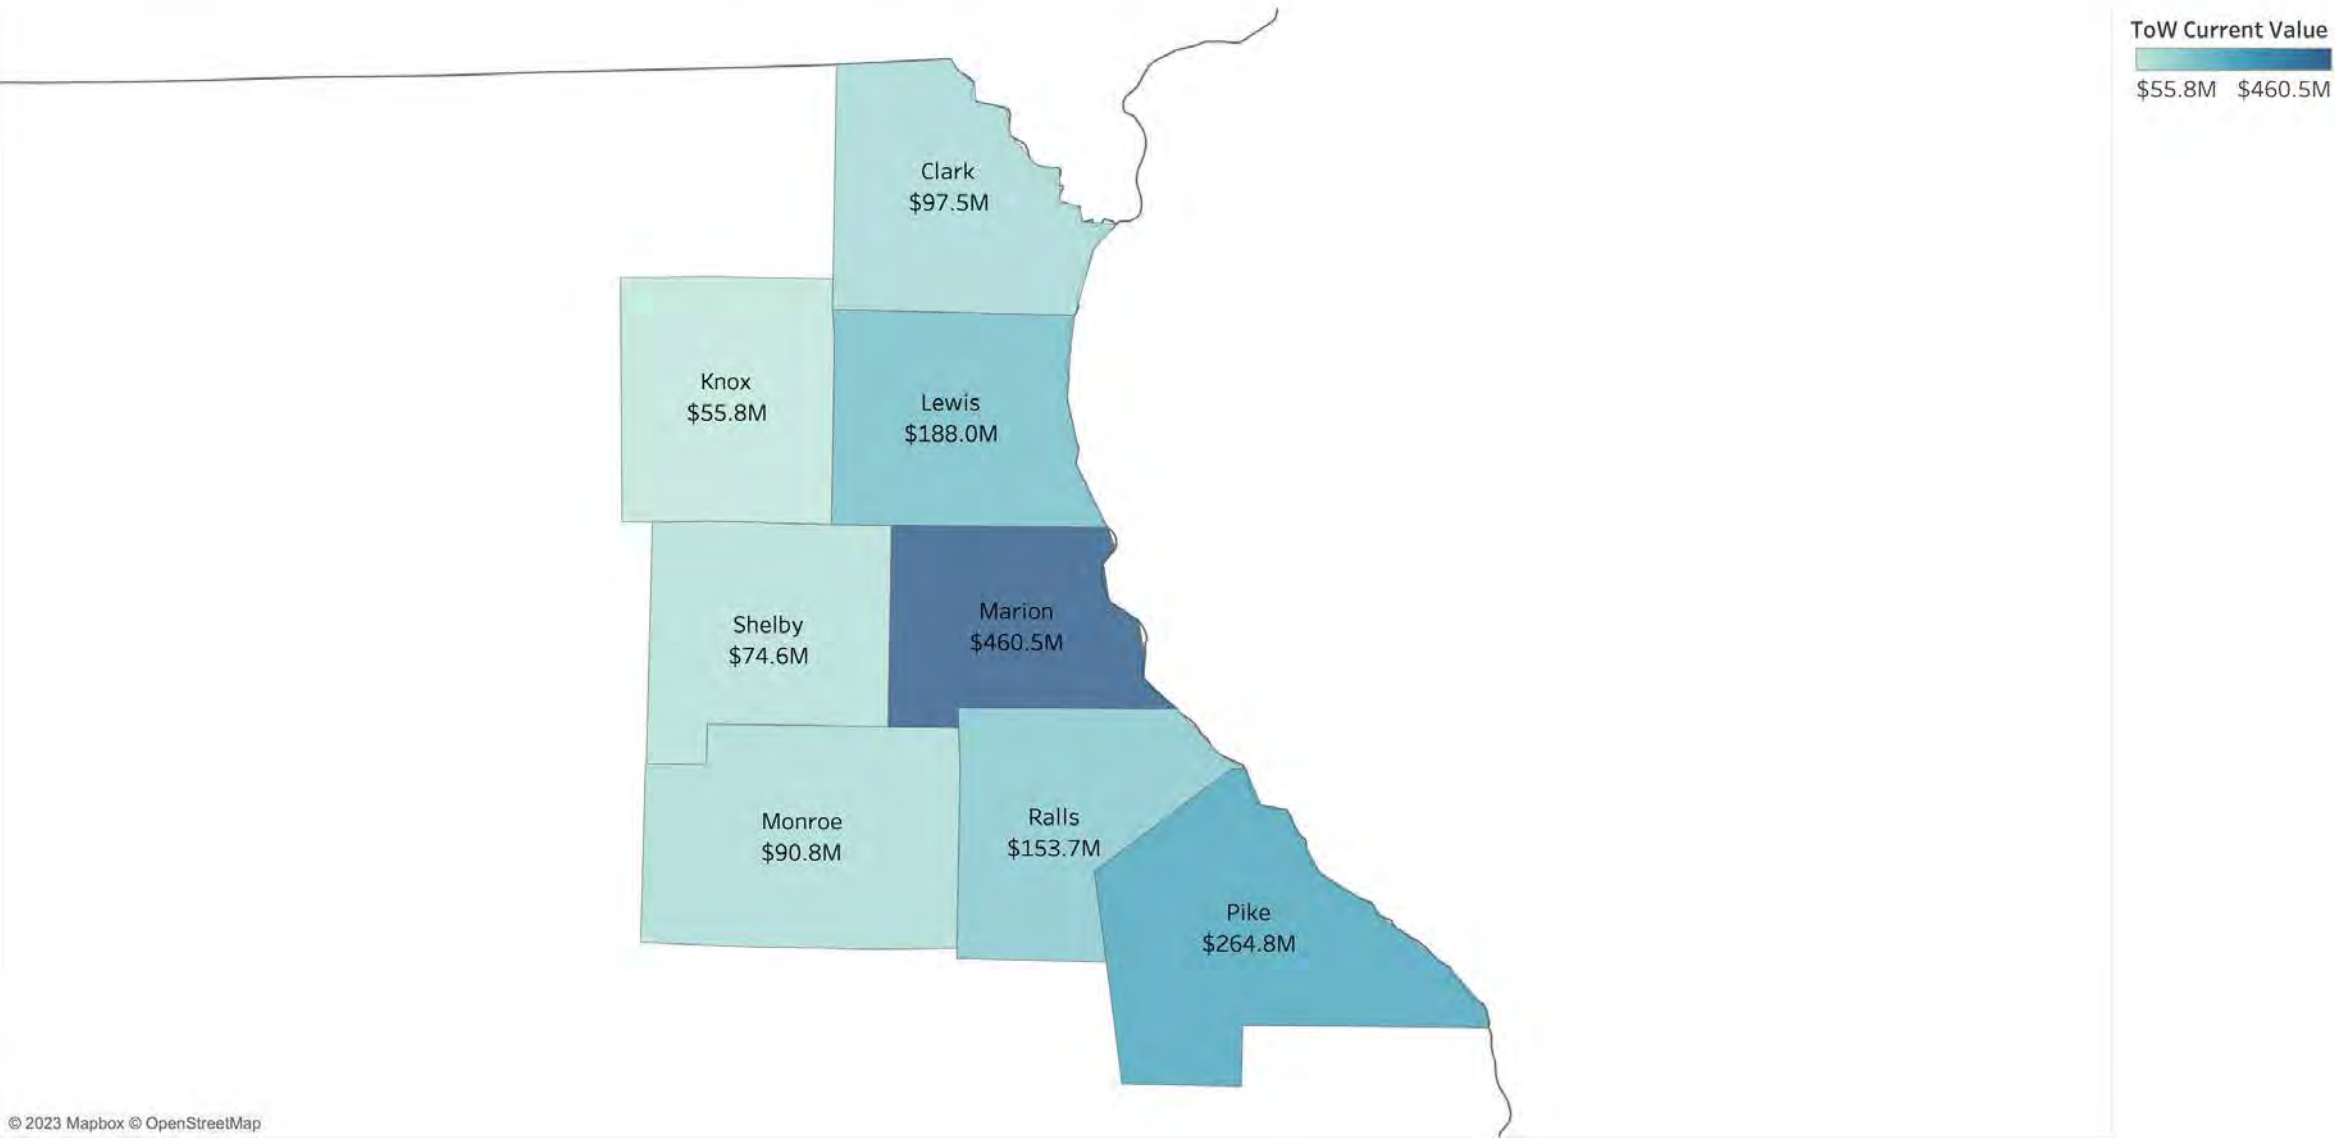 ToW Current Value
$55.8M $460.5M
Clark
$97.5M
Knox
$55.8M
Lewis
$188.0M
Shelby
$74.6M
Marion
$460.5M
Monroe
$90.8M
Ralls
$153.7M
Pike
$264.8M
© 2023 Mapbox © OpenStreetMap